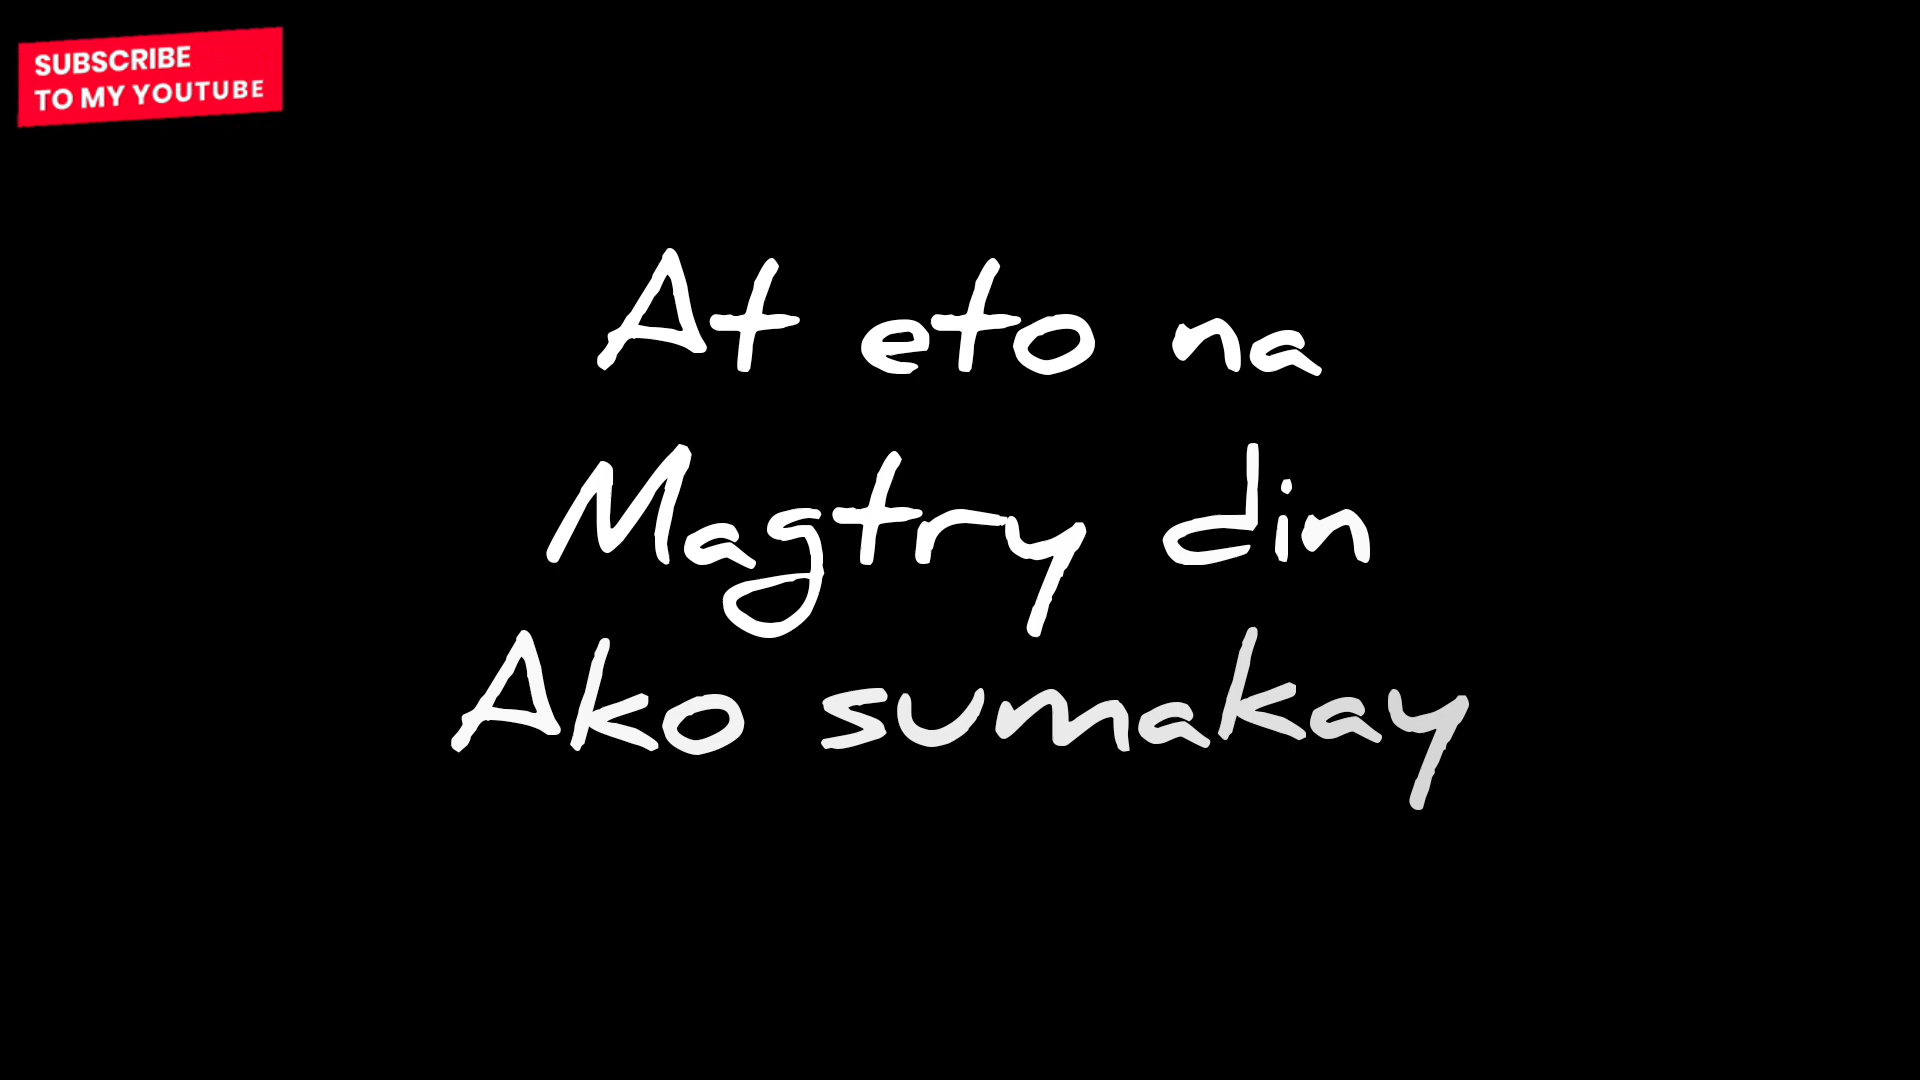 SUBSCRIBE
TO MY YOUTUBE
At eto na
Magtry din
Ako sumakay